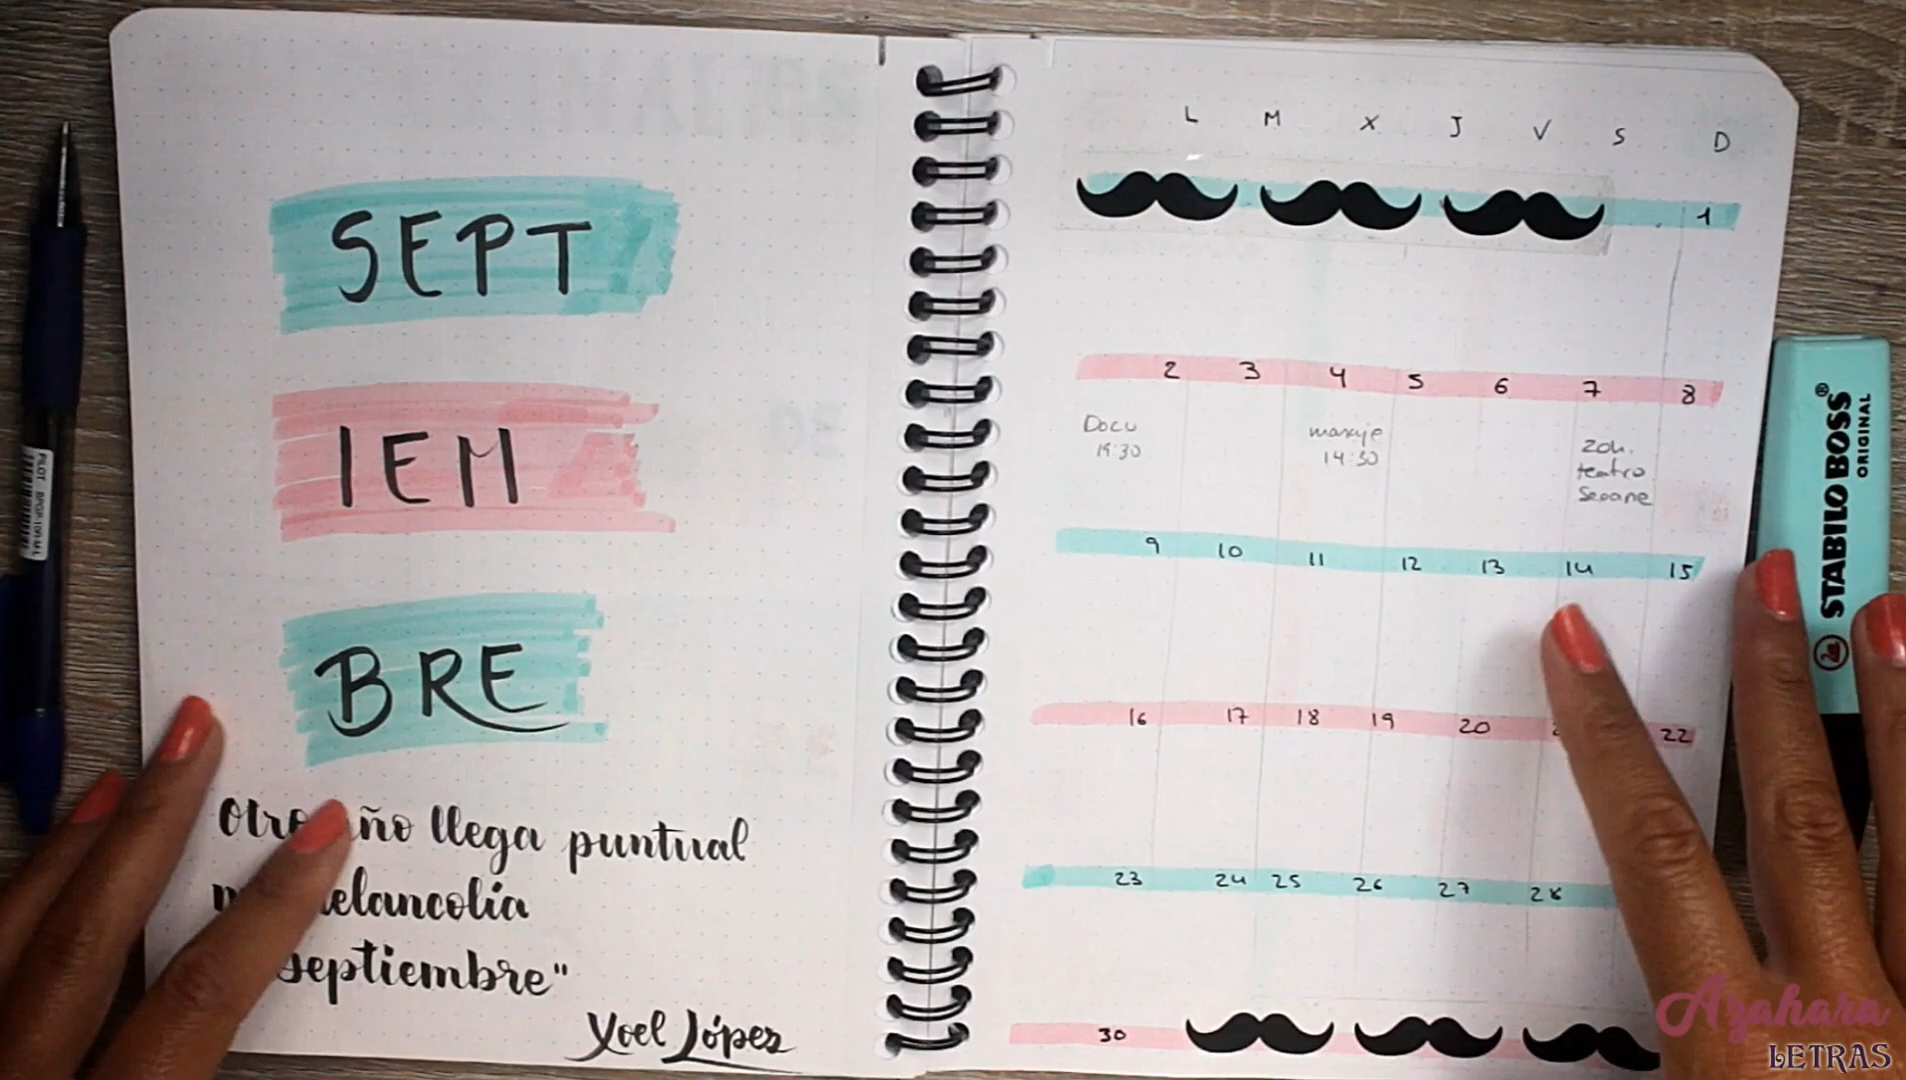 SEPT
IEM
BRE
llega puntual
septiembre"
Yoel López
L M X J V S D
1
2 3 4 5 6 7 8
Docu
19:30
14:30
20h.
teatro
Seoane
9 10 11 12 13 14 15
16 17 18 19 20 22
23 24 25 26 27 28
30
STABILO BOSS®
ORIGINAL
PILOT
Azahara
LETRAS